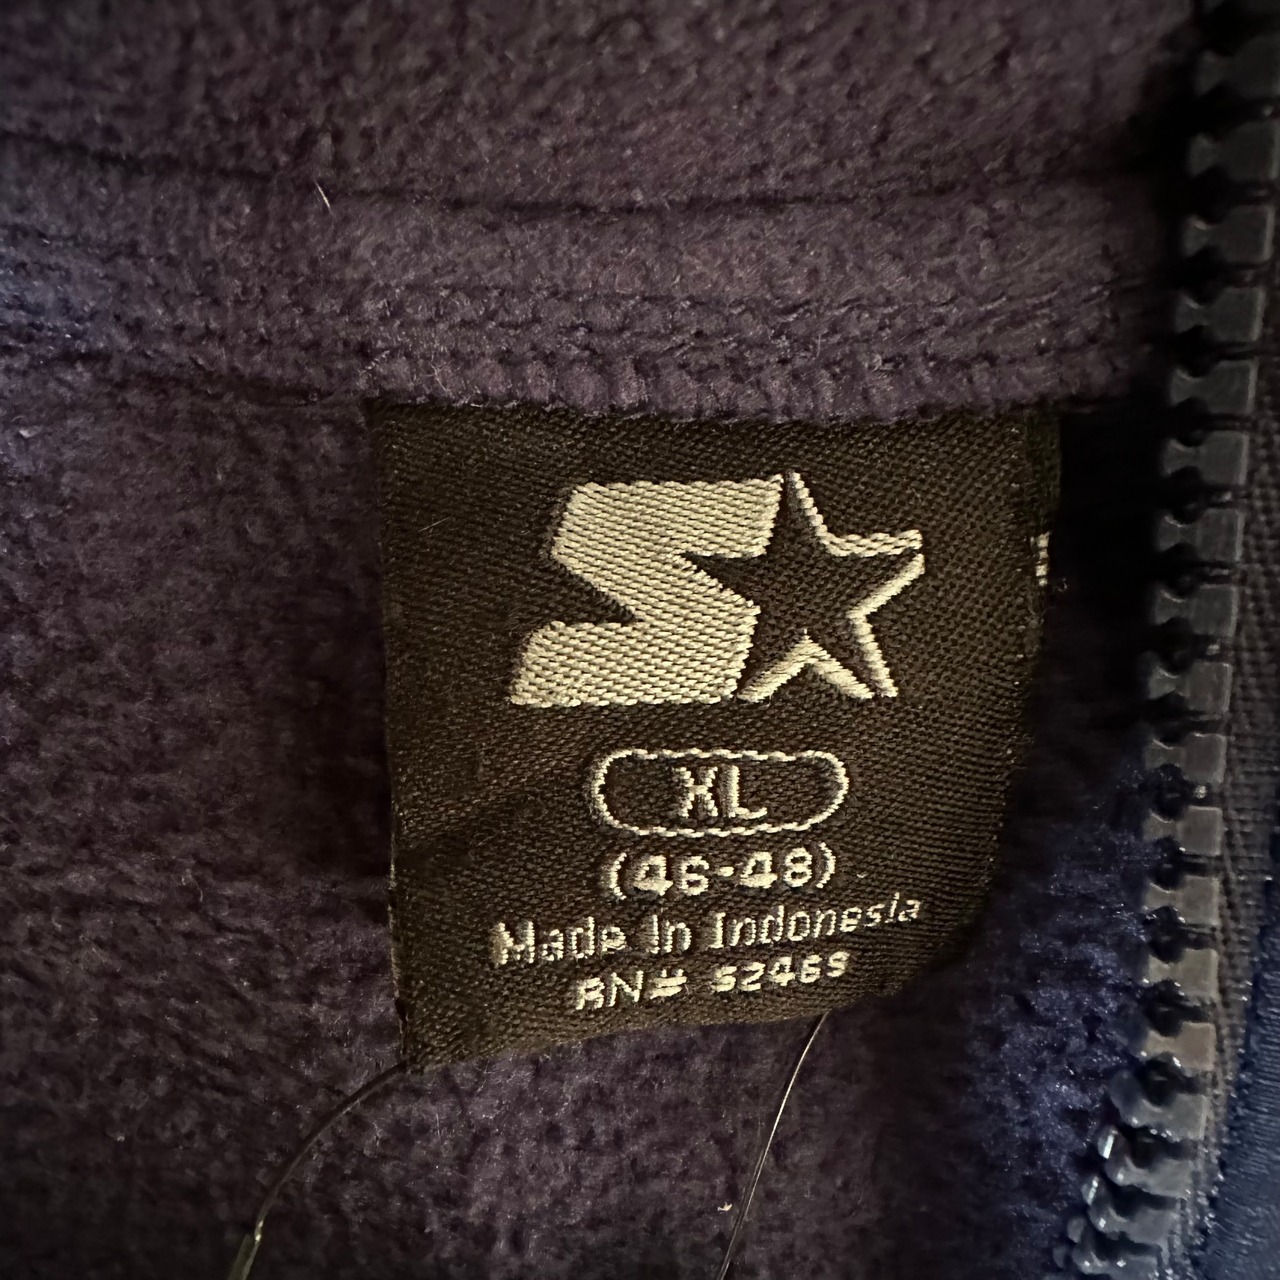 XL
(46-48)
Made In Indonesia
RN# 52469